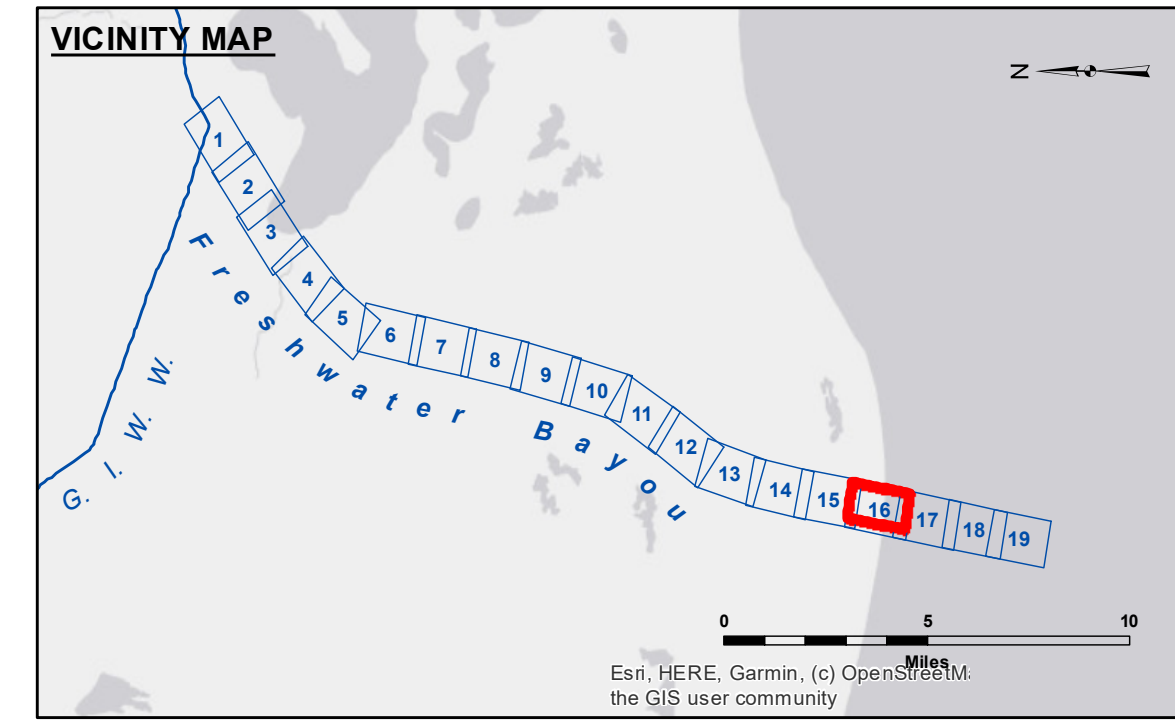 VICINITY MAP
N
1
2
3
4
5
6
7
8
9
10
11
12
13
14
15
16
17
18
19
Freshwater Bayou
G. I. W. W.
0 5 10
Miles
Esri, HERE, Garmin, (c) OpenStreetM
the GIS user community